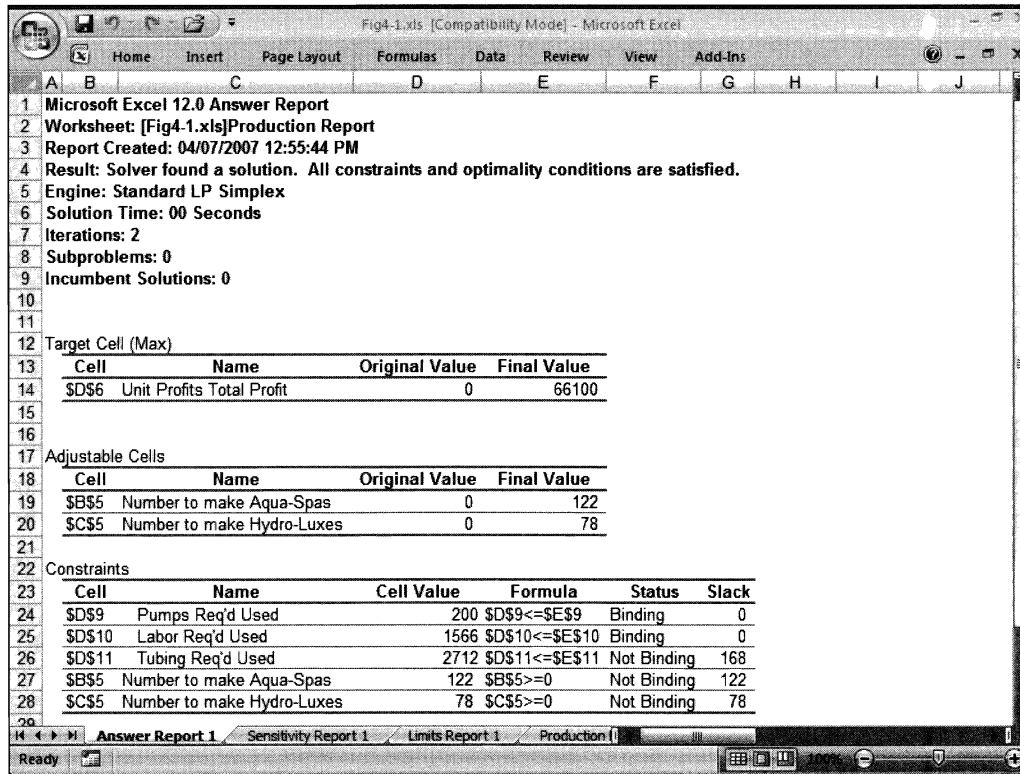 Fig4-1.xls [Compatibility Mode] - Microsoft Excel
Home Insert Page Layout Formulas Data Review View Add-Ins
A B C D E F G H I J
1 Microsoft Excel 12.0 Answer Report
2 Worksheet: [Fig4-1.xls]Production Report
3 Report Created: 04/07/2007 12:55:44 PM
4 Result: Solver found a solution. All constraints and optimality conditions are satisfied.
5 Engine: Standard LP Simplex
6 Solution Time: 00 Seconds
7 Iterations: 2
8 Subproblems: 0
9 Incumbent Solutions: 0
10
11
12 Target Cell (Max)
13 Cell Name Original Value Final Value
14 $D$6 Unit Profits Total Profit 0 66100
15
16
17 Adjustable Cells
18 Cell Name Original Value Final Value
19 $B$5 Number to make Aqua-Spas 0 122
20 $C$5 Number to make Hydro-Luxes 0 78
21
22 Constraints
23 Cell Name Cell Value Formula Status Slack
24 $D$9 Pumps Req'd Used 200 $D$9<=$E$9 Binding 0
25 $D$10 Labor Req'd Used 1566 $D$10<=$E$10 Binding 0
26 $D$11 Tubing Req'd Used 2712 $D$11<=$E$11 Not Binding 168
27 $B$5 Number to make Aqua-Spas 122 $B$5>=0 Not Binding 122
28 $C$5 Number to make Hydro-Luxes 78 $C$5>=0 Not Binding 78
29
Answer Report 1 Sensitivity Report 1 Limits Report 1 Production
Ready 100%